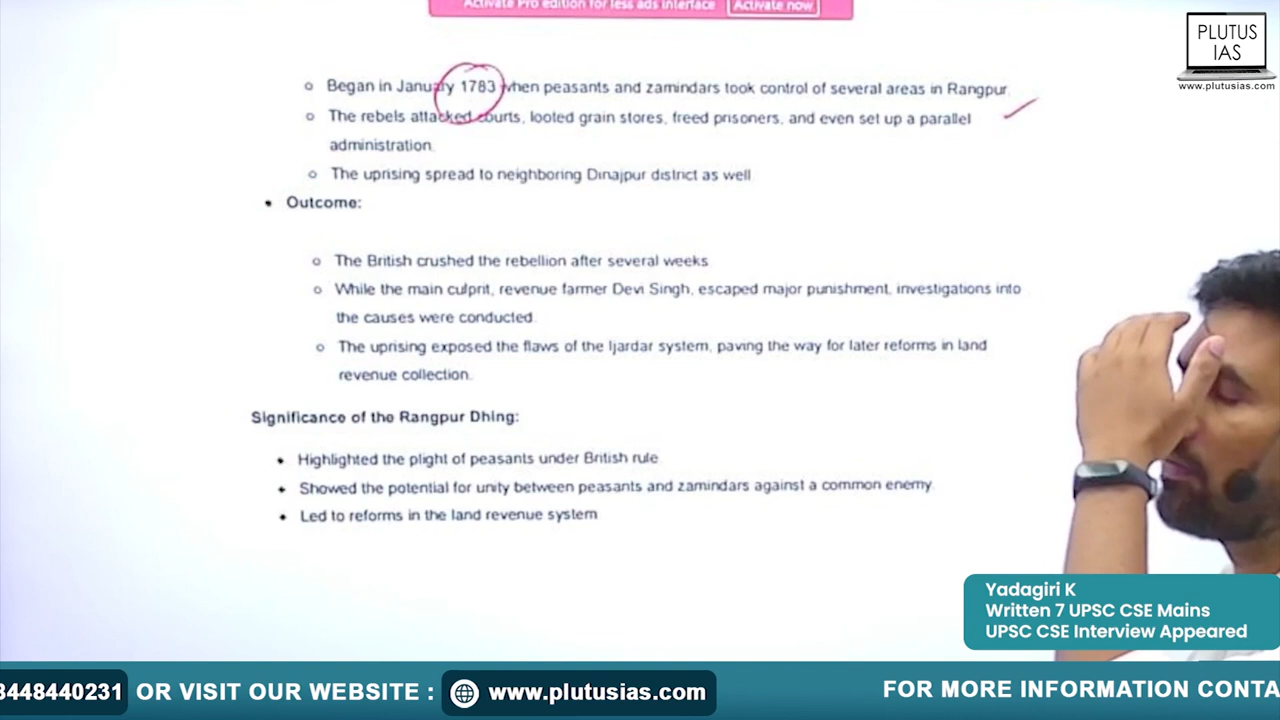 Activate Pro edition for less ads interface Activate now
PLUTUS
IAS
www.plutusias.com
Began in January 1783 when peasants and zamindars took control of several areas in Rangpur.
The rebels attacked courts, looted grain stores, freed prisoners, and even set up a parallel
administration.
The uprising spread to neighboring Dinajpur district as well.
Outcome:
The British crushed the rebellion after several weeks.
While the main culprit, revenue farmer Devi Singh, escaped major punishment, investigations into
the causes were conducted.
The uprising exposed the flaws of the Ijardar system, paving the way for later reforms in land
revenue collection.
Significance of the Rangpur Dhing:
Highlighted the plight of peasants under British rule.
Showed the potential for unity between peasants and zamindars against a common enemy.
Led to reforms in the land revenue system
Yadagiri K
Written 7 UPSC CSE Mains
UPSC CSE Interview Appeared
8448440231 OR VISIT OUR WEBSITE : www.plutusias.com FOR MORE INFORMATION CONTA